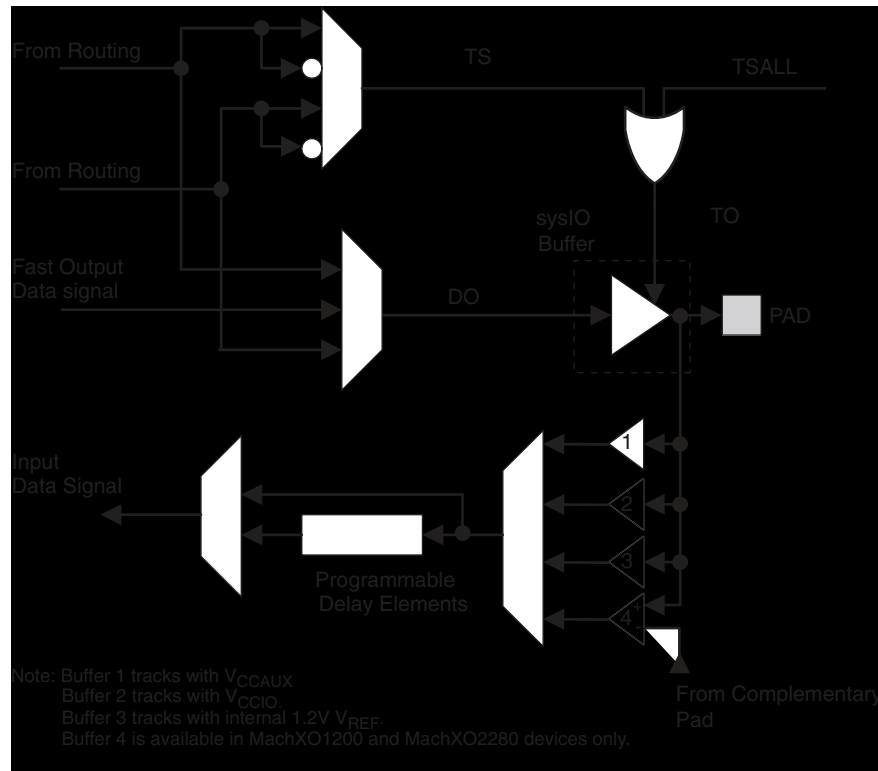 From Routing
TS
TSALL
From Routing
sysIO
Buffer
TO
Fast Output
Data signal
DO
PAD
1
Input
Data Signal
2
3
Programmable
Delay Elements
4
+
-
Note: Buffer 1 tracks with VCCAUX
Buffer 2 tracks with VCCIO.
Buffer 3 tracks with internal 1.2V VREF.
Buffer 4 is available in MachXO1200 and MachXO2280 devices only.
From Complementary
Pad